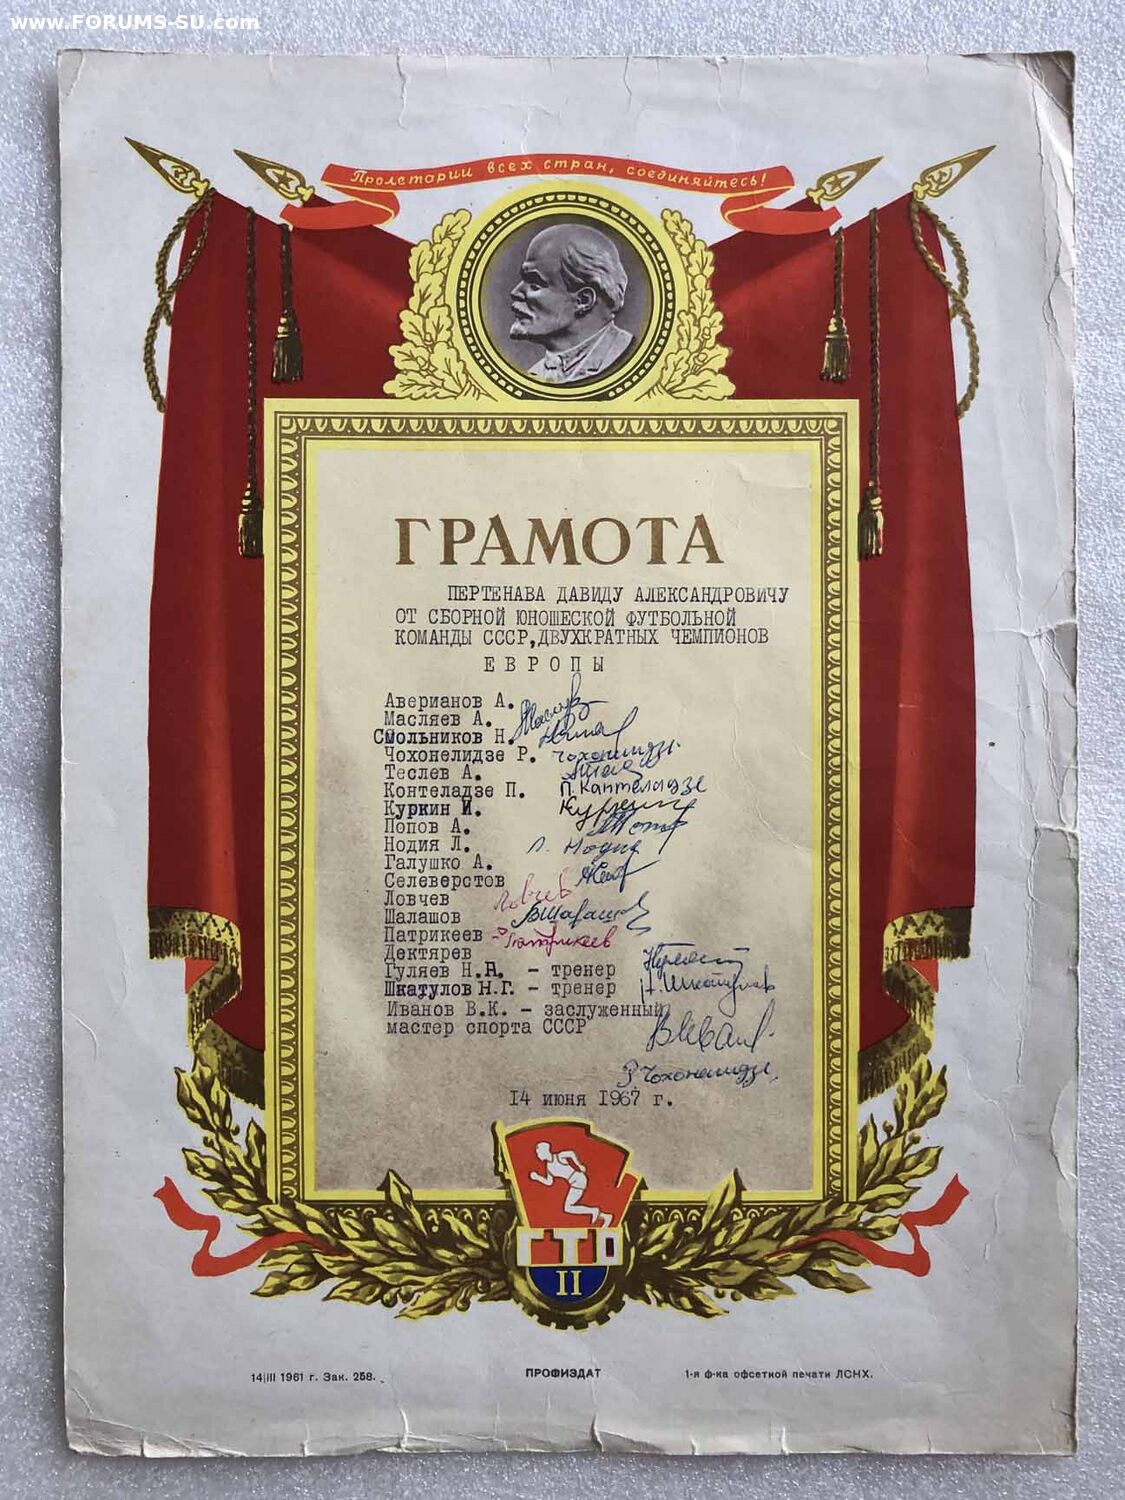 www.FORUMS-SU.com
Пролетарии всех стран, соединяйтесь!
ГРАМОТА
ПЕРТЕНАВА ДАВИДУ АЛЕКСАНДРОВИЧУ
ОТ СБОРНОЙ ЮНОШЕСКОЙ ФУТБОЛЬНОЙ
КОМАНДЫ СССР, ДВУХКРАТНЫХ ЧЕМПИОНОВ
ЕВРОПЫ
Аверианов А.
Масляев А.
Смольников Н.
Чохонелидзе Р. Чохонелидзе
Теслев А.
Контеладзе П. П. Кантеладзе
Куркин И. Куркин
Попов А.
Нодия Л. Л. Нодия
Галушко А.
Селеверстов
Ловчев Ловчев
Шалашов
Патрикеев Патрикеев
Дектярев
Гуляев Н.А. - тренер
Шкатулов Н.Г. - тренер
Иванов В.К. - заслуженный
мастер спорта СССР
Р Чохонелидзе
14 июня 1967 г.
ГТО
II
14|III 1961 г. Зак. 258.
ПРОФИЗДАТ
1-я ф-ка офсетной печати ЛСНХ.